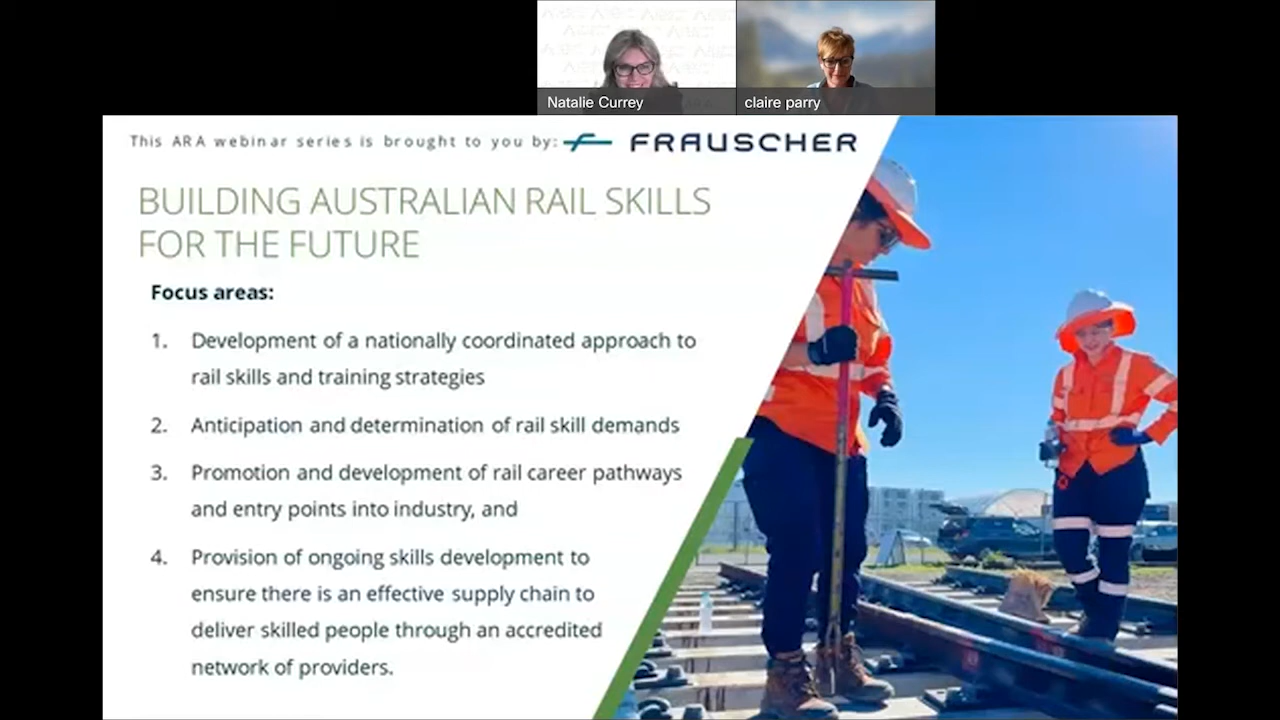 Natalie Currey
claire parry
This ARA webinar series is brought to you by: FRAUSCHER
BUILDING AUSTRALIAN RAIL SKILLS
FOR THE FUTURE
Focus areas:
1. Development of a nationally coordinated approach to
rail skills and training strategies
2. Anticipation and determination of rail skill demands
3. Promotion and development of rail career pathways
and entry points into industry, and
4. Provision of ongoing skills development to
ensure there is an effective supply chain to
deliver skilled people through an accredited
network of providers.